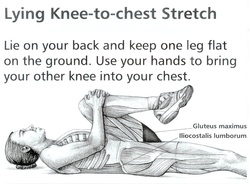 Lying Knee-to-chest Stretch
Lie on your back and keep one leg flat
on the ground. Use your hands to bring
your other knee into your chest.
Gluteus maximus
Iliocostalis lumborum